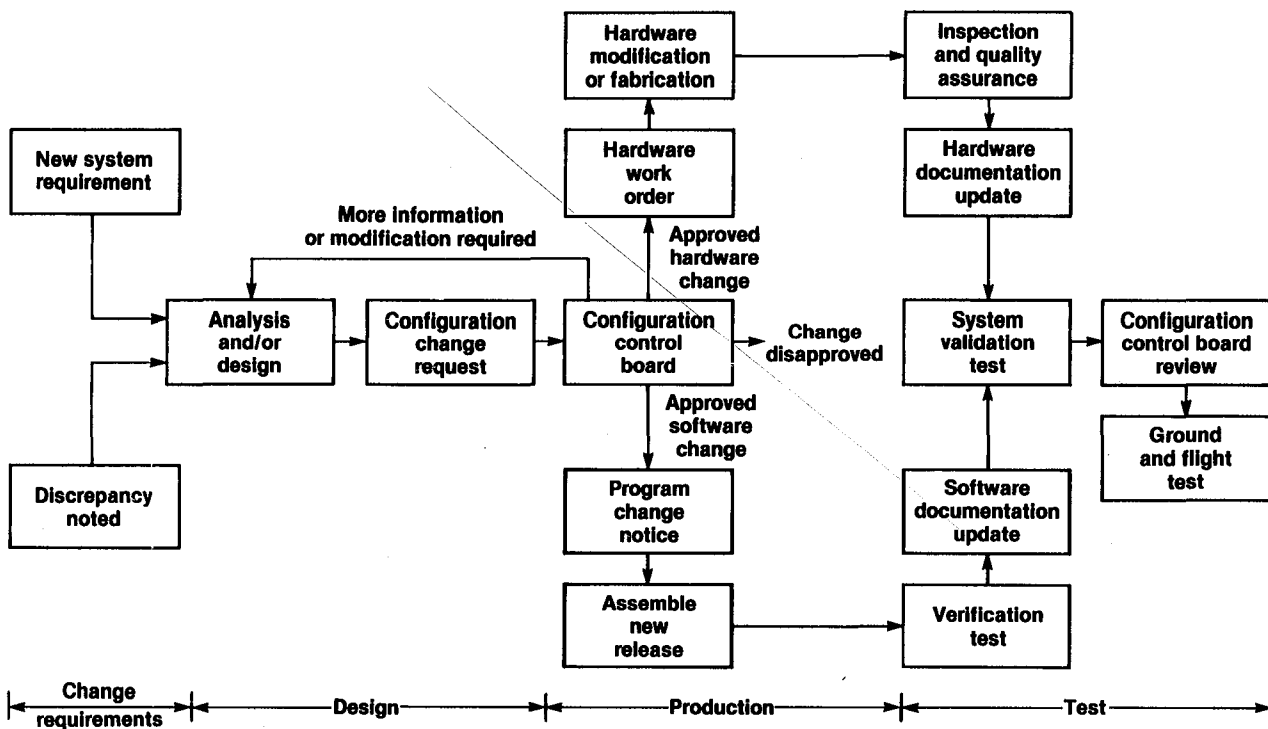 Hardware
modification
or fabrication
Inspection
and quality
assurance
New system
requirement
Hardware
work
order
Hardware
documentation
update
More information
or modification required
Approved
hardware
change
Analysis
and/or
design
Configuration
change
request
Configuration
control
board
Change
disapproved
System
validation
test
Configuration
control board
review
Approved
software
change
Ground
and flight
test
Discrepancy
noted
Program
change
notice
Software
documentation
update
Assemble
new
release
Verification
test
Change
requirements
Design
Production
Test